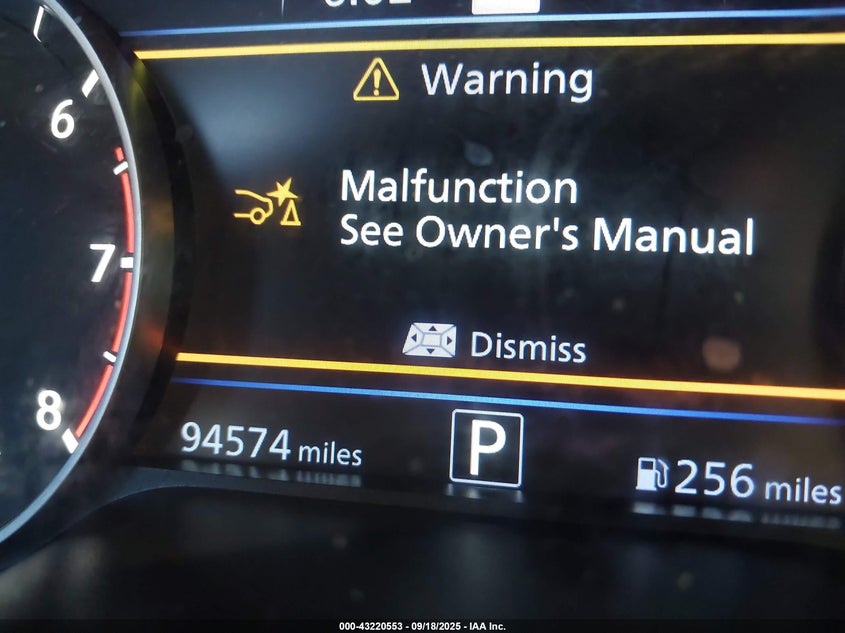 6
7
8
Warning
Malfunction
See Owner's Manual
Dismiss
94574 miles
P
256 miles
000-43220553 - 09/18/2025 - IAA Inc.